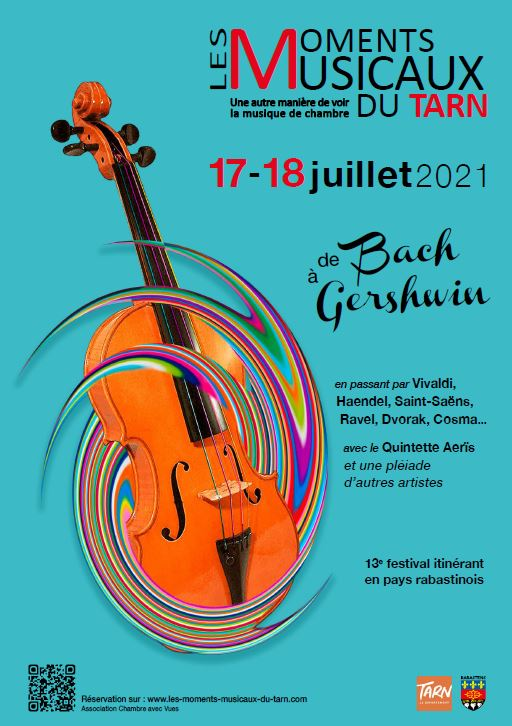 LES MOMENTS
MUSICAUX
DU TARN
Une autre manière de voir
la musique de chambre
17-18 juillet 2021
de Bach
à Gershwin
en passant par Vivaldi,
Haendel, Saint-Saëns,
Ravel, Dvorak, Cosma...
avec le Quintette Aerïs
et une pléiade
d'autres artistes
13e festival itinérant
en pays rabastinois
Réservation sur : www.les-moments-musicaux-du-tarn.com
Association Chambre avec Vues
TARN
LE DÉPARTEMENT
RABASTENS